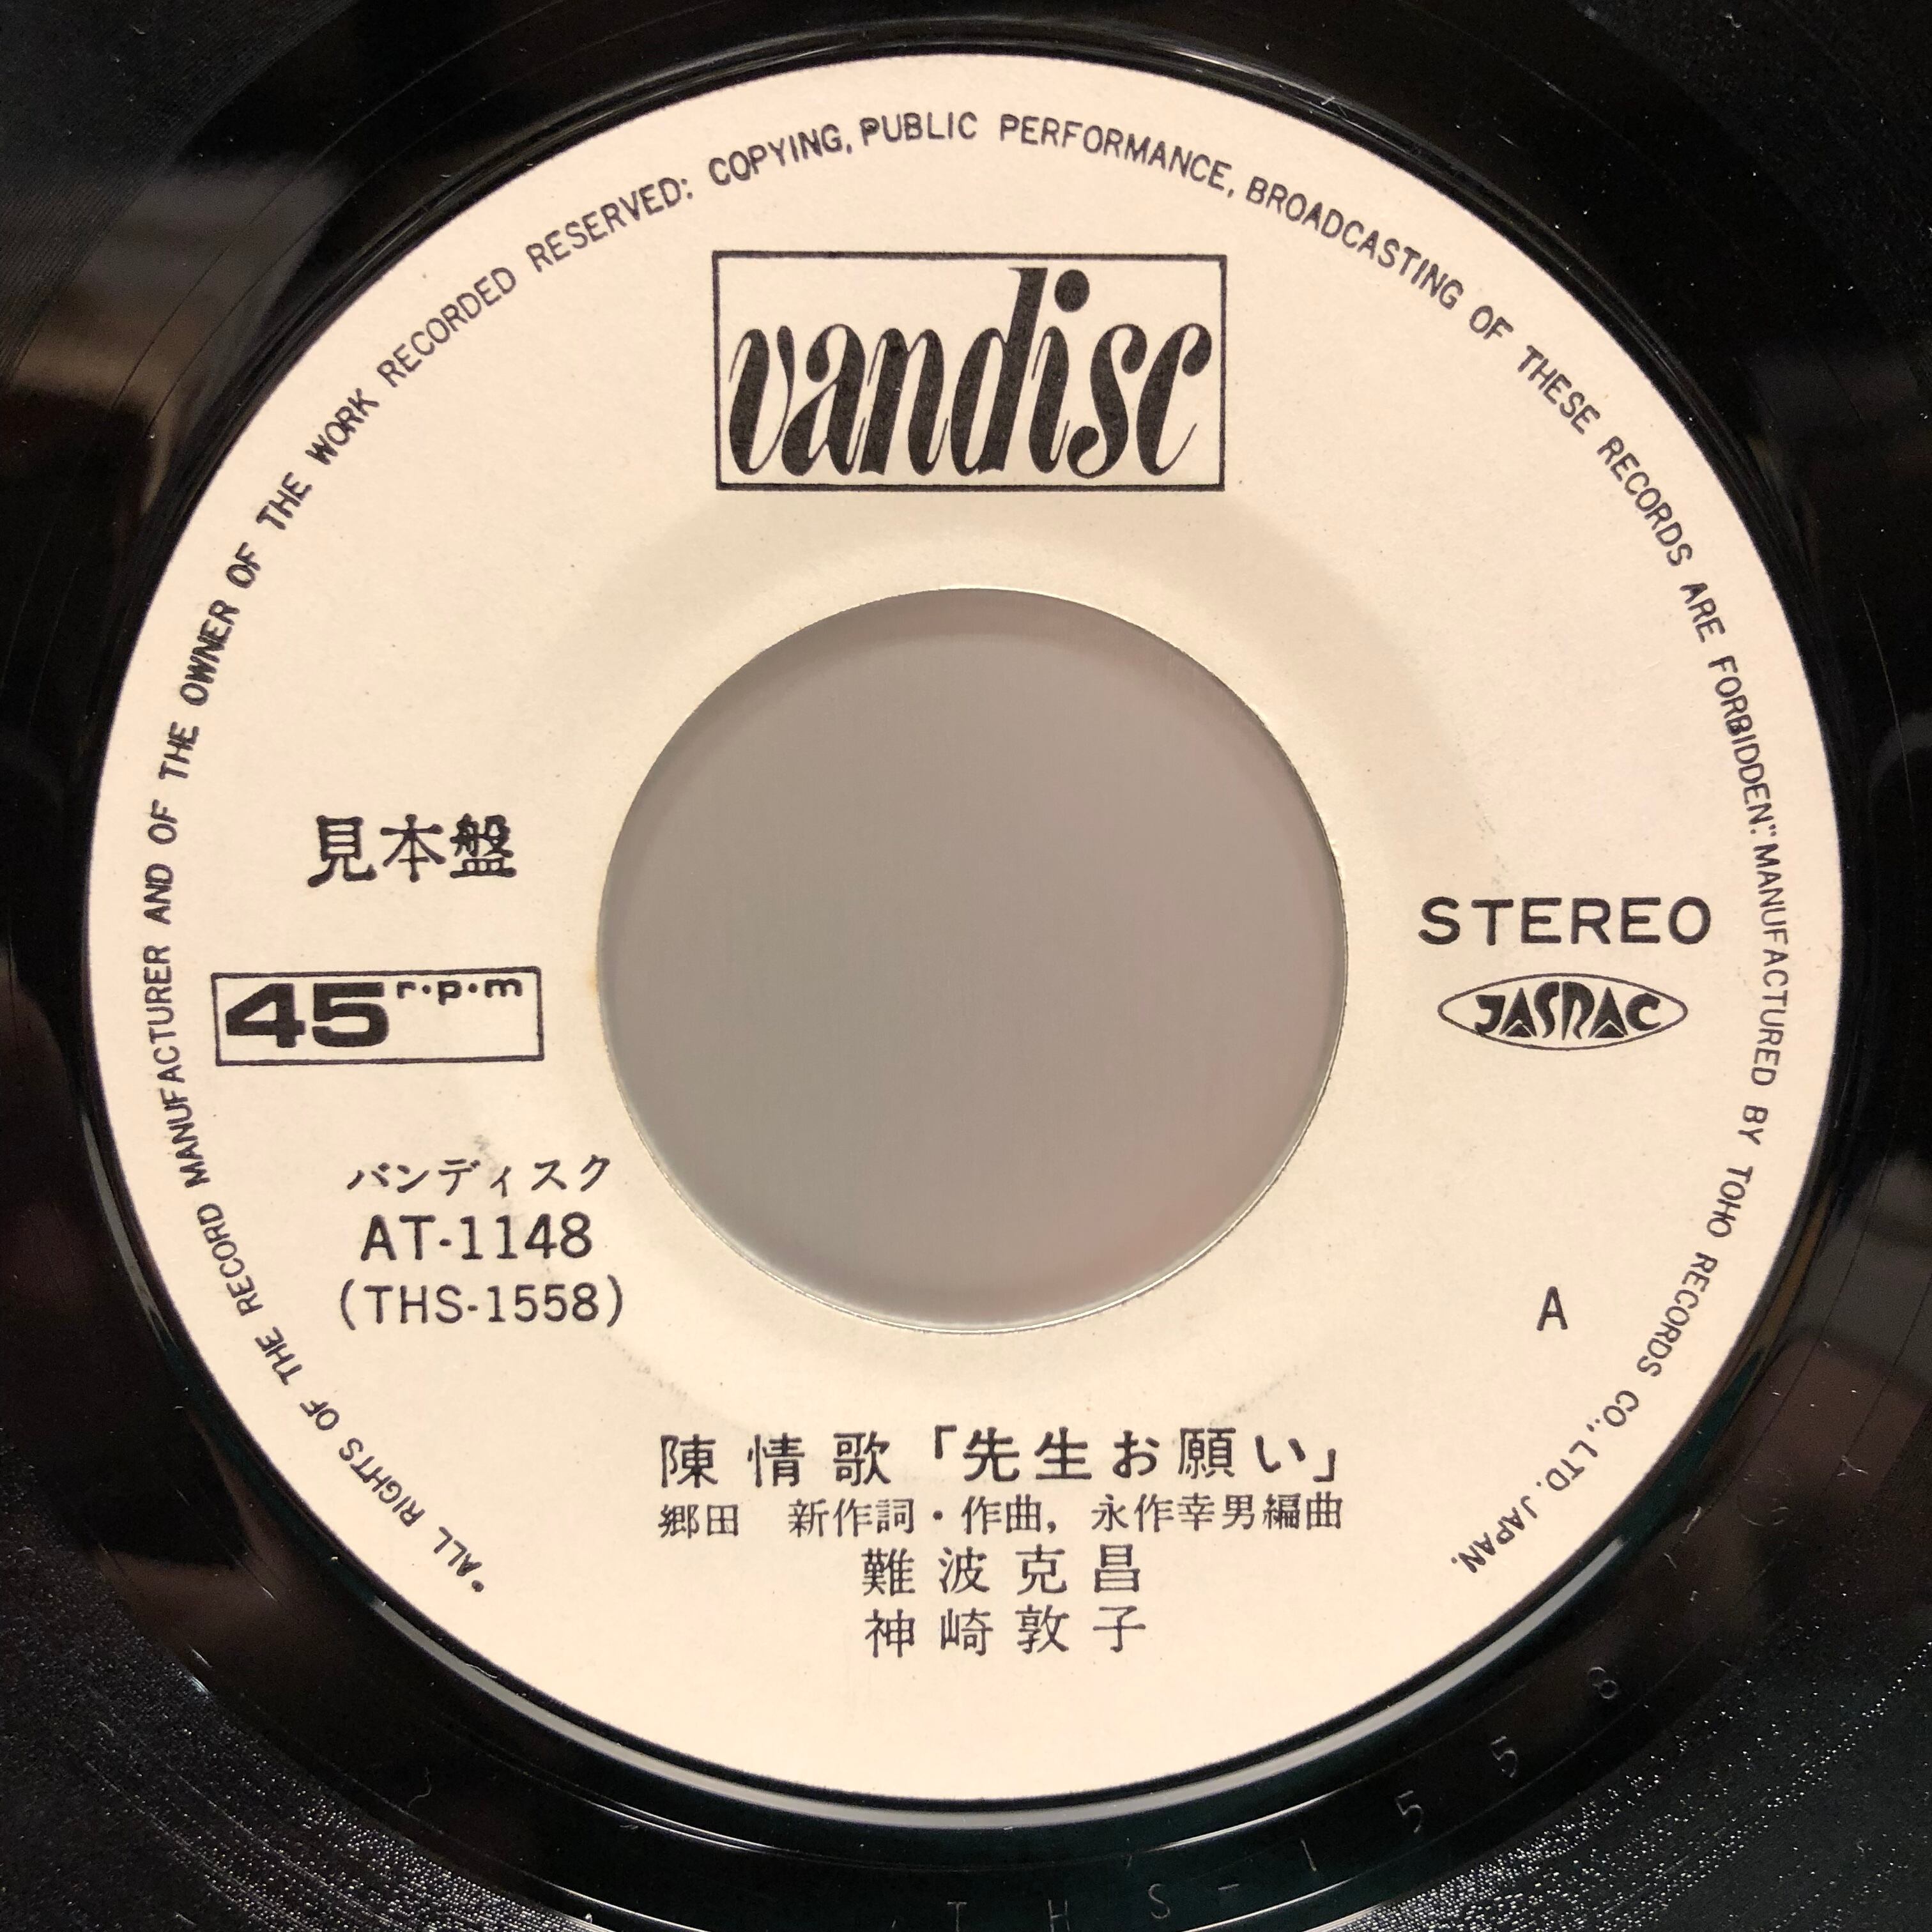 •ALL RIGHTS OF THE RECORD MANUFACTURER AND OF THE OWNER OF THE WORK RECORDED RESERVED: COPYING, PUBLIC PERFORMANCE, BROADCASTING OF THESE RECORDS ARE FORBIDDEN." MANUFACTURED BY TOHO RECORDS CO., LTD. JAPAN.
vandisc
見本盤
45 r·p·m
STEREO
JASRAC
バンディスク
AT-1148
(THS-1558)
A
陳情歌「先生お願い」
郷田　新作詞・作曲, 永作幸男編曲
難波克昌
神崎敦子
THS-1558